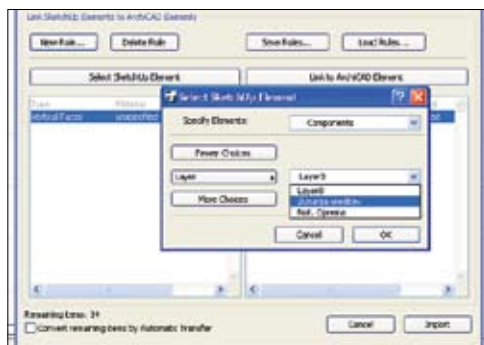 Link SketchUp Elements to ArchiCAD Elements
New Rule... Delete Rule Save Rules... Load Rules...
Select SketchUp Element Link to ArchiCAD Element
Type Material
Vertical Faces unspecified
Select SketchUp Element
Specify Elements: Components
Fewer Choices
Layer Layer0
More Choices Layer0
Cancel OK
Remaining items: 34
Convert remaining items by Automatic transfer
Cancel Import